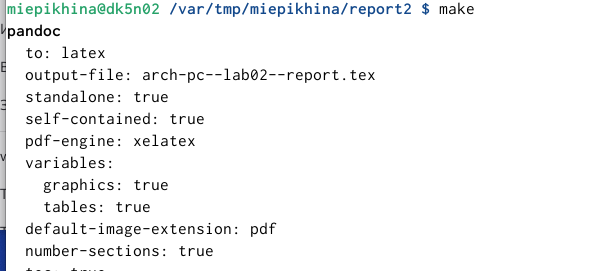 miepikhina@dk5n02 /var/tmp/miepikhina/report2 $ make
pandoc
  to: latex
  output-file: arch-pc--lab02--report.tex
  standalone: true
  self-contained: true
  pdf-engine: xelatex
  variables:
    graphics: true
    tables: true
  default-image-extension: pdf
  number-sections: true